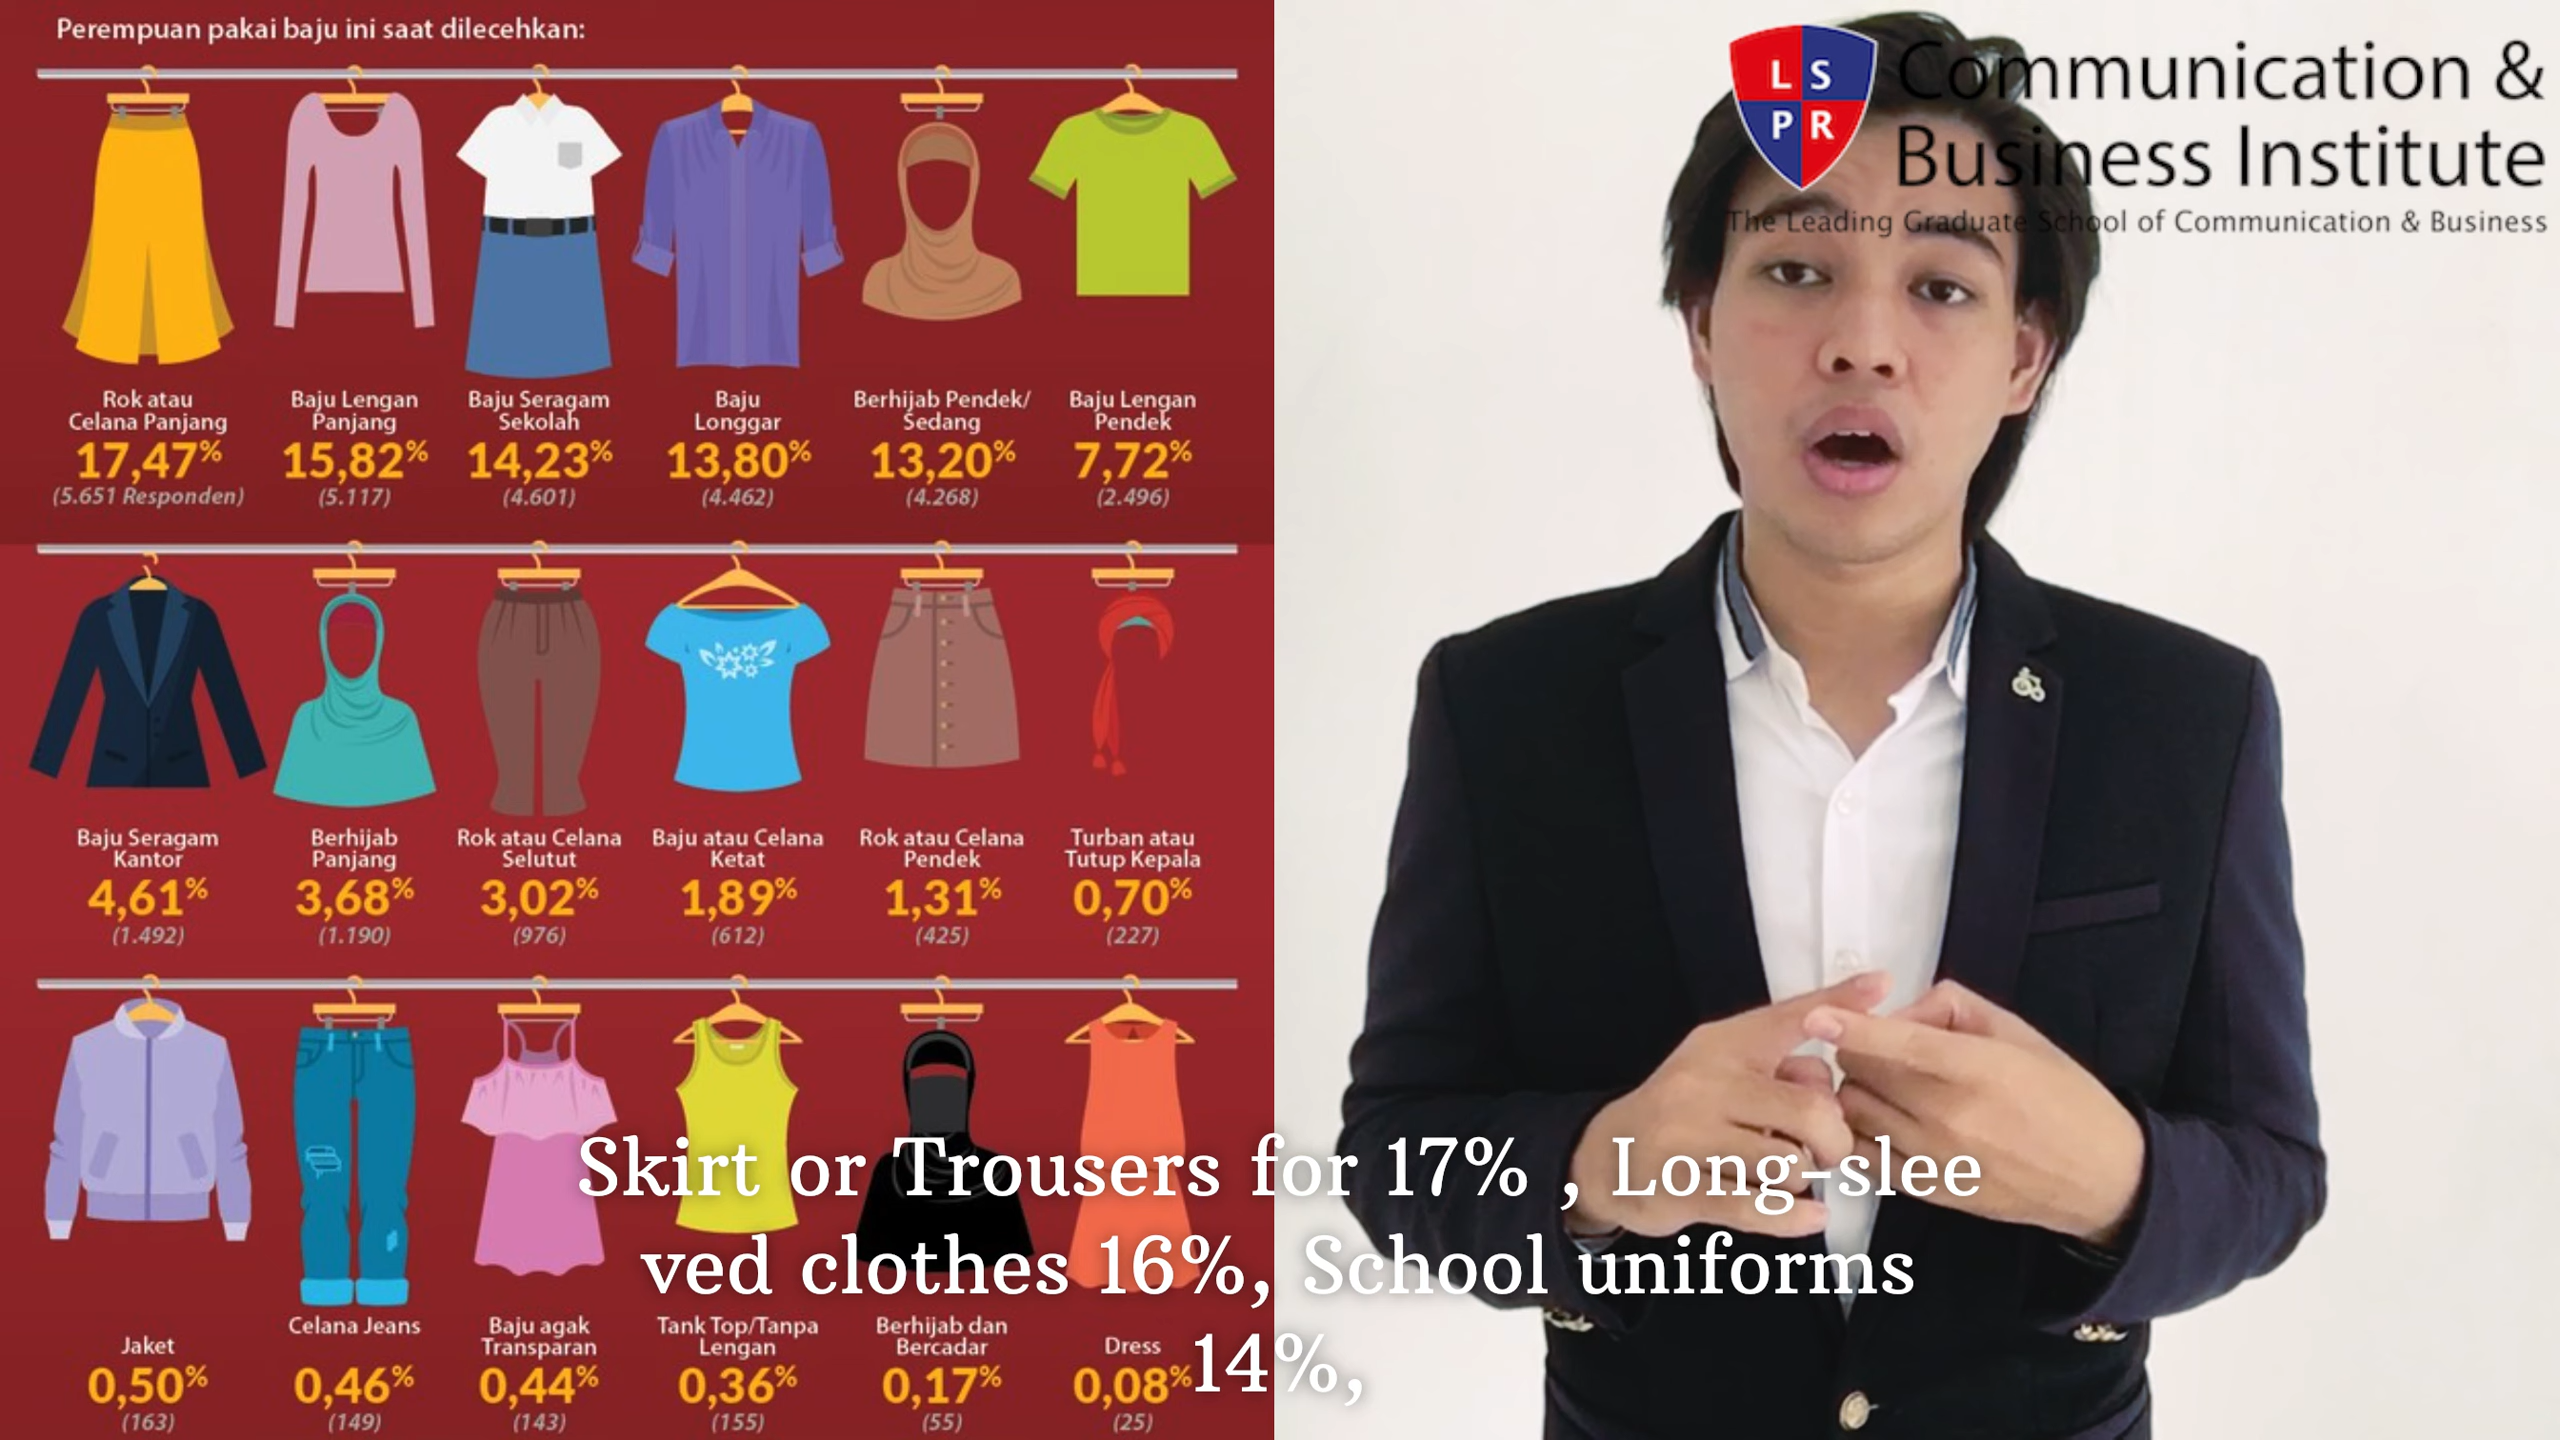 Perempuan pakai baju ini saat dilecehkan:
Rok atau
Celana Panjang
17,47%
(5.651 Responden)
Baju Lengan
Panjang
15,82%
(5.117)
Baju Seragam
Sekolah
14,23%
(4.601)
Baju
Longgar
13,80%
(4.462)
Berhijab Pendek/
Sedang
13,20%
(4.268)
Baju Lengan
Pendek
7,72%
(2.496)
Baju Seragam
Kantor
4,61%
(1.492)
Berhijab
Panjang
3,68%
(1.190)
Rok atau Celana
Selutut
3,02%
(976)
Baju atau Celana
Ketat
1,89%
(612)
Rok atau Celana
Pendek
1,31%
(425)
Turban atau
Tutup Kepala
0,70%
(227)
Jaket
0,50%
(163)
Celana Jeans
0,46%
(149)
Baju agak
Transparan
0,44%
(143)
Tank Top/Tanpa
Lengan
0,36%
(155)
Berhijab dan
Bercadar
0,17%
(55)
Dress
0,08%
(25)
L S
P R
Communication &
Business Institute
The Leading Graduate School of Communication & Business
Skirt or Trousers for 17% , Long-slee
ved clothes 16%, School uniforms
14%,